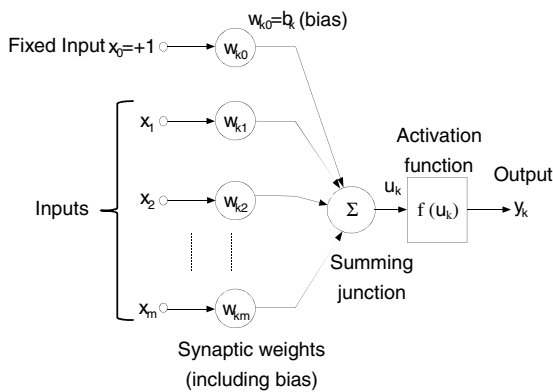 w_k0=b_k (bias)
Fixed Input x_0=+1
w_k0
x_1
w_k1
Activation
function
Inputs
x_2
w_k2
Σ
u_k
f (u_k)
Output
y_k
Summing
junction
x_m
w_km
Synaptic weights
(including bias)